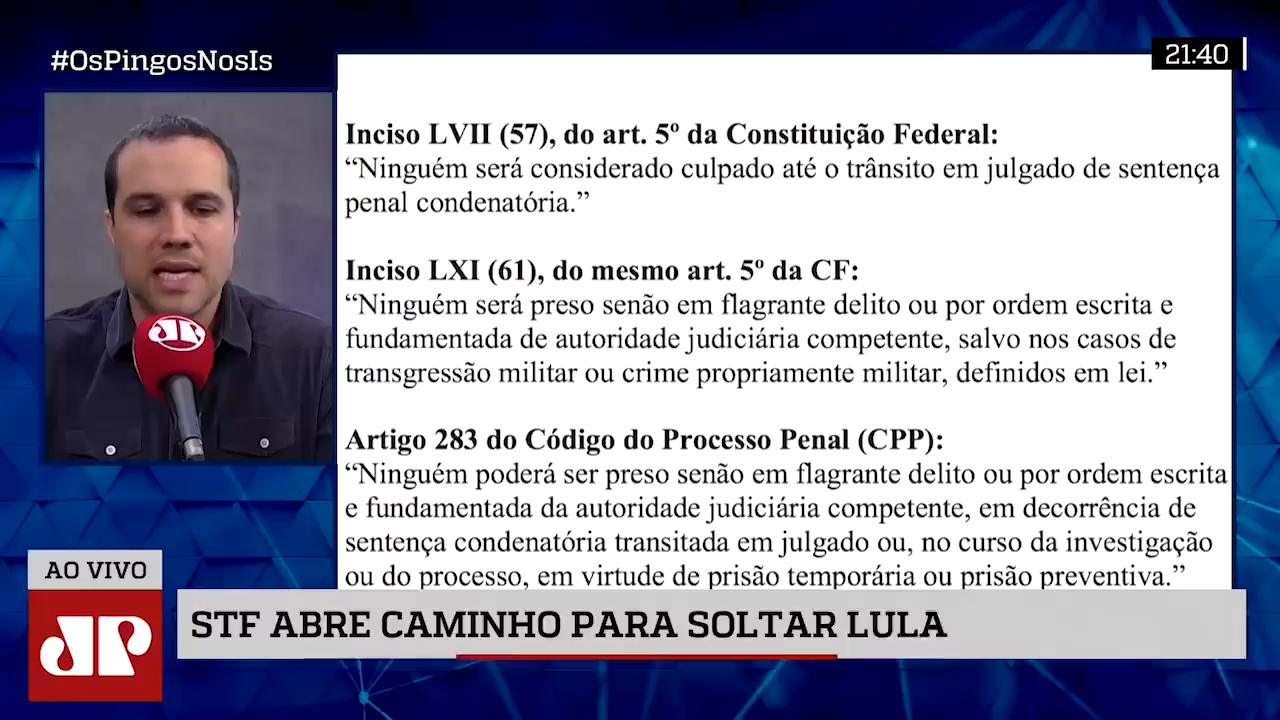 #OsPingosNosIs
21:40
Inciso LVII (57), do art. 5º da Constituição Federal:
“Ninguém será considerado culpado até o trânsito em julgado de sentença
penal condenatória.”
Inciso LXI (61), do mesmo art. 5º da CF:
“Ninguém será preso senão em flagrante delito ou por ordem escrita e
fundamentada de autoridade judiciária competente, salvo nos casos de
transgressão militar ou crime propriamente militar, definidos em lei.”
Artigo 283 do Código do Processo Penal (CPP):
“Ninguém poderá ser preso senão em flagrante delito ou por ordem escrita
e fundamentada da autoridade judiciária competente, em decorrência de
sentença condenatória transitada em julgado ou, no curso da investigação
ou do processo, em virtude de prisão temporária ou prisão preventiva.”
JP
AO VIVO
JP
STF ABRE CAMINHO PARA SOLTAR LULA